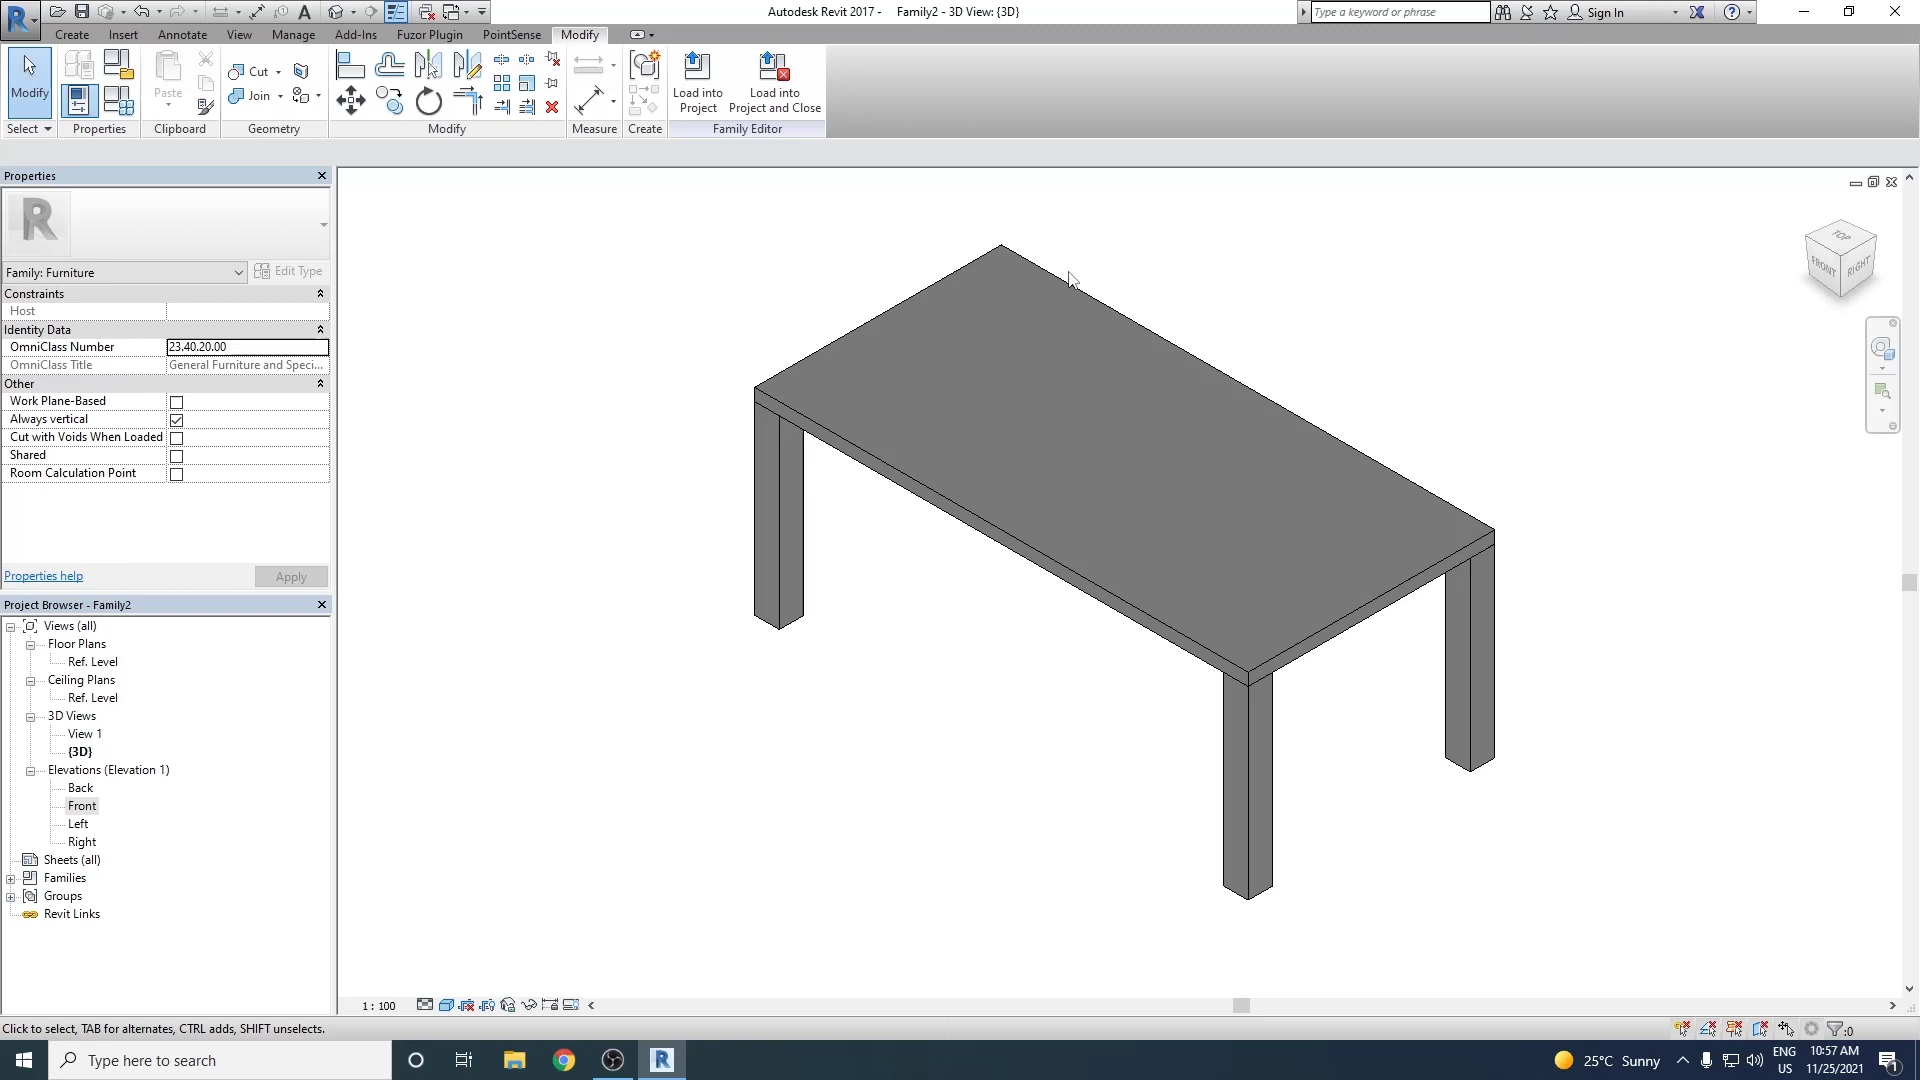 Autodesk Revit 2017 - Family2 - 3D View: {3D}
Type a keyword or phrase
Sign In
Create Insert Annotate View Manage Add-Ins Fuzor Plugin PointSense Modify
Modify
Paste
Cut
Join
Load into Project
Load into Project and Close
Select Properties Clipboard Geometry Modify Measure Create Family Editor
Properties
R
Family: Furniture
Edit Type
Constraints
Host
Identity Data
OmniClass Number 23.40.20.00
OmniClass Title General Furniture and Speci...
Other
Work Plane-Based
Always vertical
Cut with Voids When Loaded
Shared
Room Calculation Point
Properties help
Apply
Project Browser - Family2
Views (all)
Floor Plans
Ref. Level
Ceiling Plans
Ref. Level
3D Views
View 1
{3D}
Elevations (Elevation 1)
Back
Front
Left
Right
Sheets (all)
Families
Groups
Revit Links
TOP
FRONT
RIGHT
1 : 100
Click to select, TAB for alternates, CTRL adds, SHIFT unselects.
:0
Type here to search
25°C Sunny
ENG
US
10:57 AM
11/25/2021
1